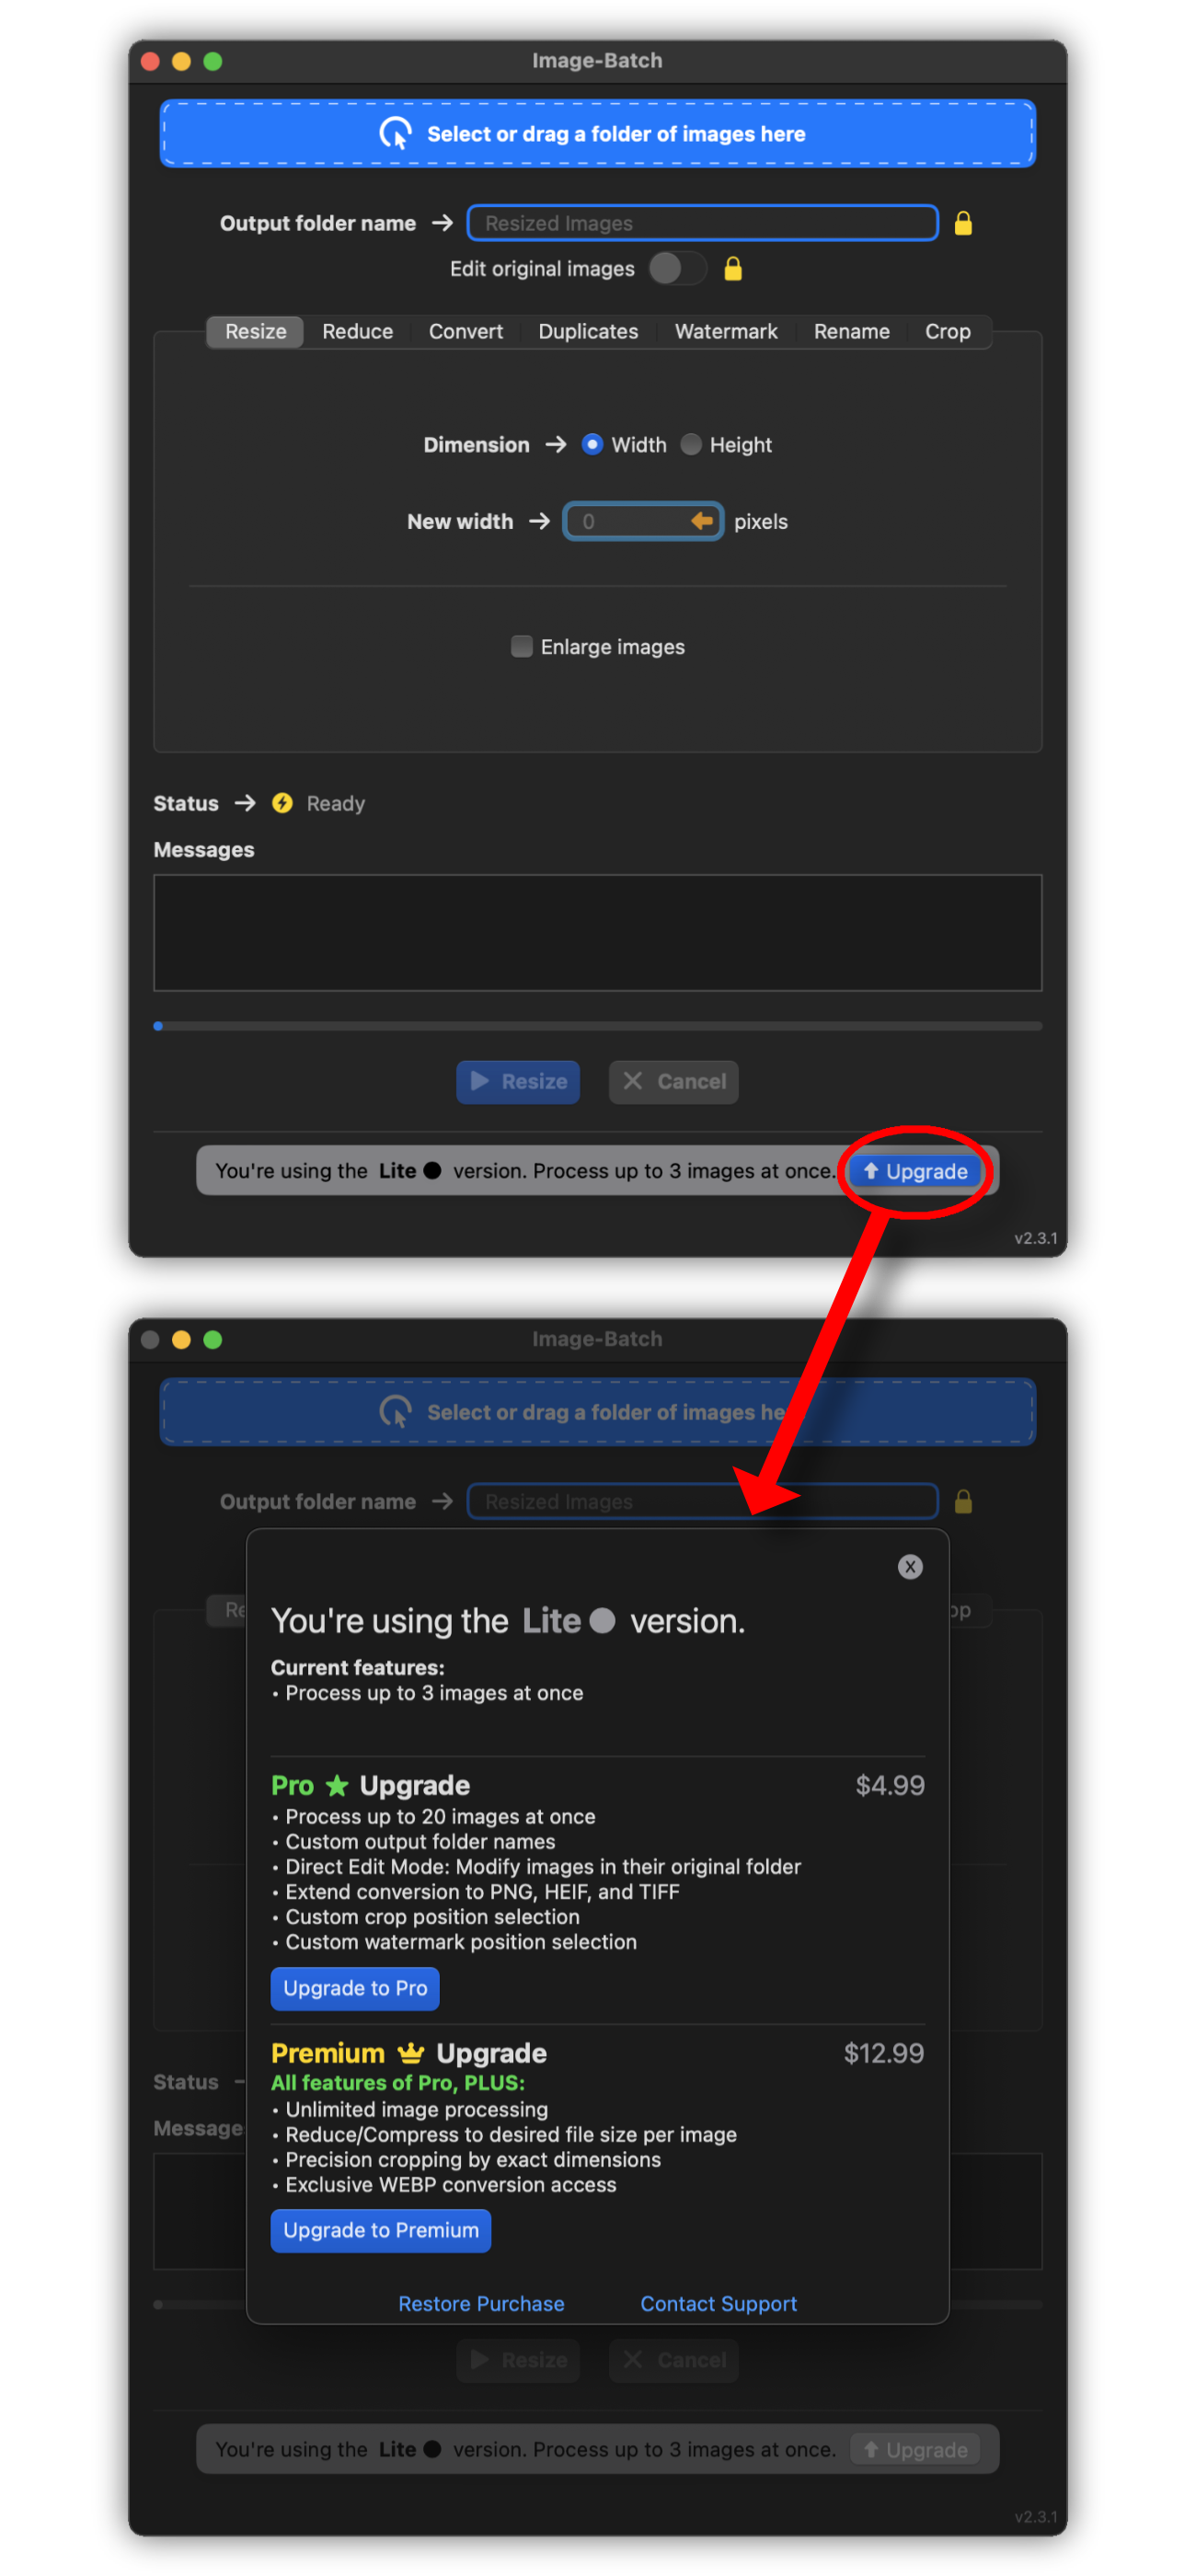 Image-Batch
Select or drag a folder of images here
Output folder name → Resized Images
Edit original images
Resize Reduce Convert Duplicates Watermark Rename Crop
Dimension → Width Height
New width → 0 pixels
Enlarge images
Status → Ready
Messages
Resize Cancel
You're using the Lite version. Process up to 3 images at once. Upgrade
v2.3.1
Image-Batch
Select or drag a folder of images he
Output folder name → Resized Images
You're using the Lite version.
Current features:
• Process up to 3 images at once
Pro ★ Upgrade $4.99
• Process up to 20 images at once
• Custom output folder names
• Direct Edit Mode: Modify images in their original folder
• Extend conversion to PNG, HEIF, and TIFF
• Custom crop position selection
• Custom watermark position selection
Upgrade to Pro
Premium Upgrade $12.99
Status
All features of Pro, PLUS:
• Unlimited image processing
Message
• Reduce/Compress to desired file size per image
• Precision cropping by exact dimensions
• Exclusive WEBP conversion access
Upgrade to Premium
Restore Purchase Contact Support
Resize Cancel
You're using the Lite version. Process up to 3 images at once. Upgrade
v2.3.1